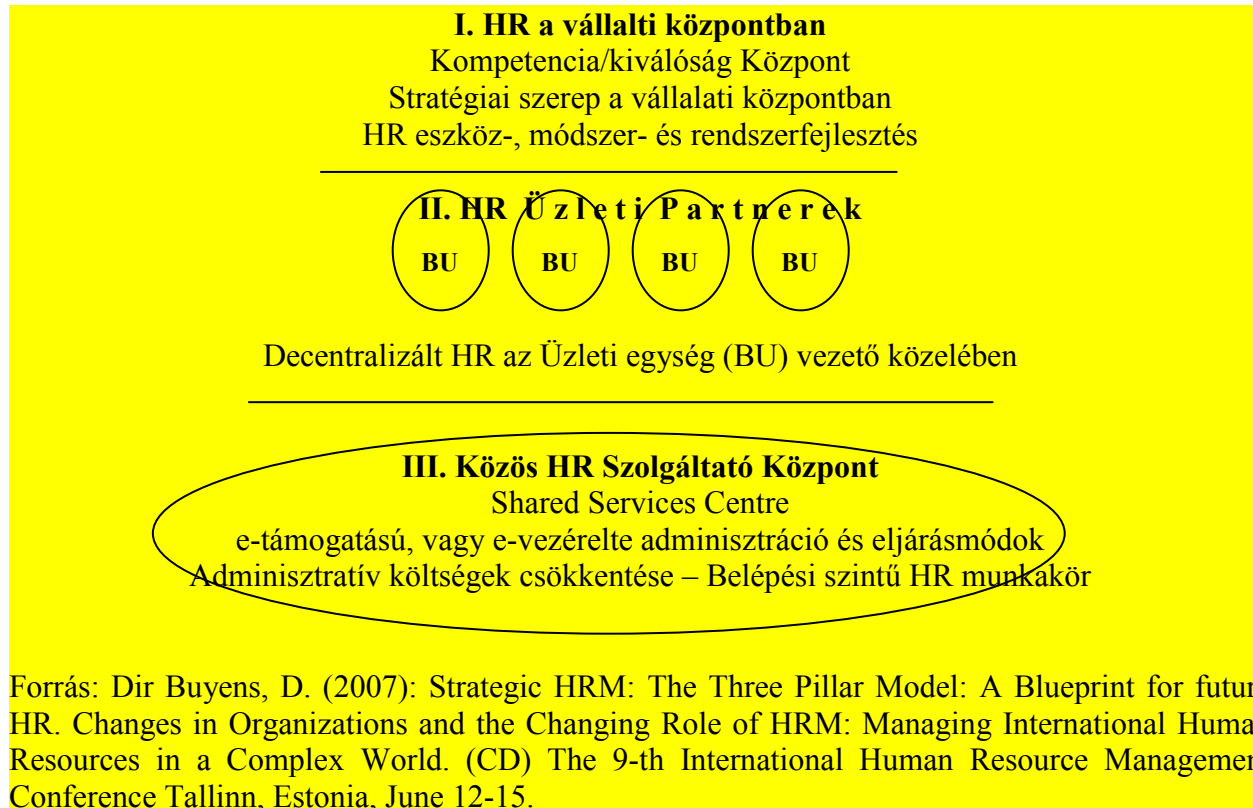 I. HR a vállalti központban
Kompetencia/kiválóság Központ
Stratégiai szerep a vállalati központban
HR eszköz-, módszer- és rendszerfejlesztés
II. HR Ü z l e t i P a r t n e r e k
BU BU BU BU
Decentralizált HR az Üzleti egység (BU) vezető közelében
III. Közös HR Szolgáltató Központ
Shared Services Centre
e-támogatású, vagy e-vezérelte adminisztráció és eljárásmódok
Adminisztratív költségek csökkentése – Belépési szintű HR munkakör
Forrás: Dir Buyens, D. (2007): Strategic HRM: The Three Pillar Model: A Blueprint for futur
HR. Changes in Organizations and the Changing Role of HRM: Managing International Huma
Resources in a Complex World. (CD) The 9-th International Human Resource Managemen
Conference Tallinn, Estonia, June 12-15.